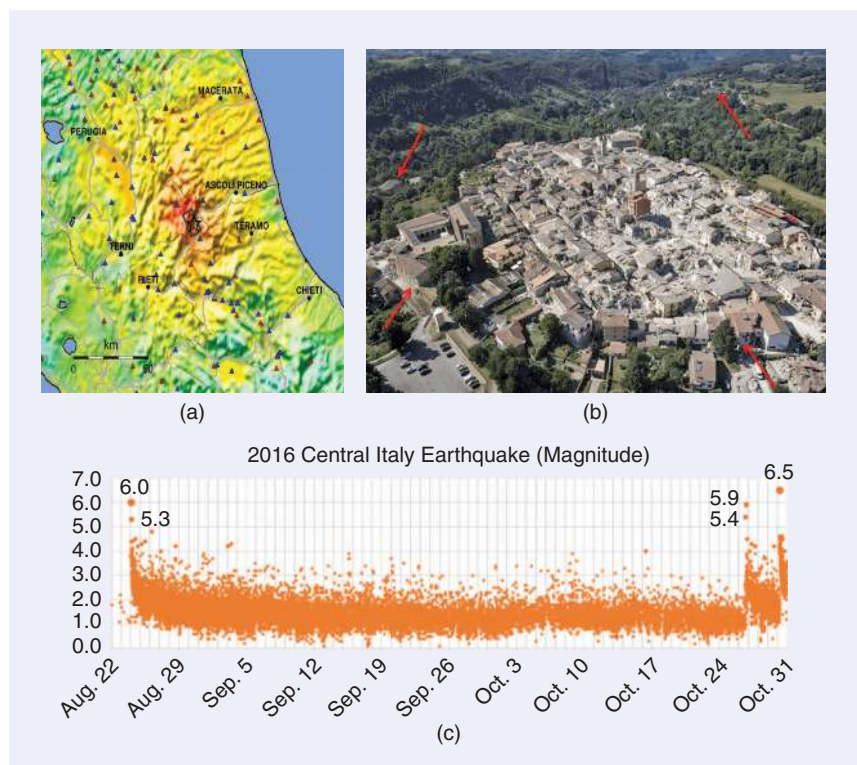 MACERATA
PERUGIA
ASCOLI PICENO
TERAMO
TERNI
RIETI
CHIETI
km
0 50
(a)
(b)
2016 Central Italy Earthquake (Magnitude)
7.0
6.0
5.0
4.0
3.0
2.0
1.0
0.0
6.0
5.3
5.9
5.4
6.5
Aug. 22
Aug. 29
Sep. 5
Sep. 12
Sep. 19
Sep. 26
Oct. 3
Oct. 10
Oct. 17
Oct. 24
Oct. 31
(c)